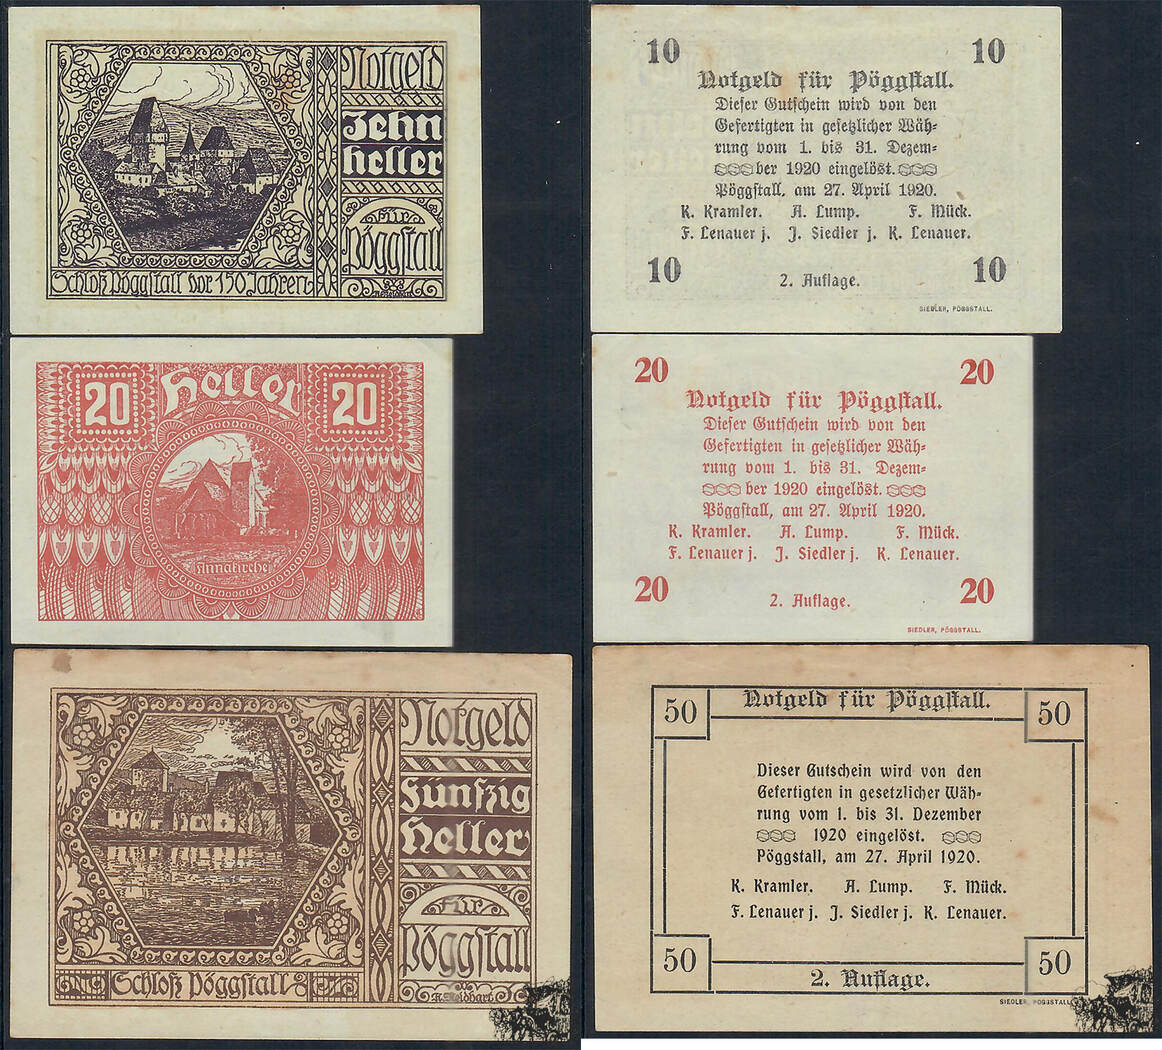 Notgeld
Zehn
Heller
Für
Pöggstall
Schloß Pöggstall vor 150 Jahren
10 10
Notgeld für Pöggstall.
Dieser Gutschein wird von den
Gefertigten in gesetzlicher Wäh-
rung vom 1. bis 31. Dezem-
ber 1920 eingelöst.
Pöggstall, am 27. April 1920.
K. Kramler. A. Lump. F. Mück.
F. Lenauer j. J. Siedler j. K. Lenauer.
10 2. Auflage. 10
SIEDLER, PÖGGSTALL.
20 Heller 20
Annakirche
20 20
Notgeld für Pöggstall.
Dieser Gutschein wird von den
Gefertigten in gesetzlicher Wäh-
rung vom 1. bis 31. Dezem-
ber 1920 eingelöst.
Pöggstall, am 27. April 1920.
K. Kramler. A. Lump. F. Mück.
F. Lenauer j. J. Siedler j. K. Lenauer.
20 2. Auflage. 20
SIEDLER, PÖGGSTALL.
Notgeld
Fünfzig
Heller
Für
Pöggstall
Schloß Pöggstall
50 Notgeld für Pöggstall. 50
Dieser Gutschein wird von den
Gefertigten in gesetzlicher Wäh-
rung vom 1. bis 31. Dezember
1920 eingelöst.
Pöggstall, am 27. April 1920.
K. Kramler. A. Lump. F. Mück.
F. Lenauer j. J. Siedler j. K. Lenauer.
50 2. Auflage. 50
SIEDLER, PÖGGSTALL.